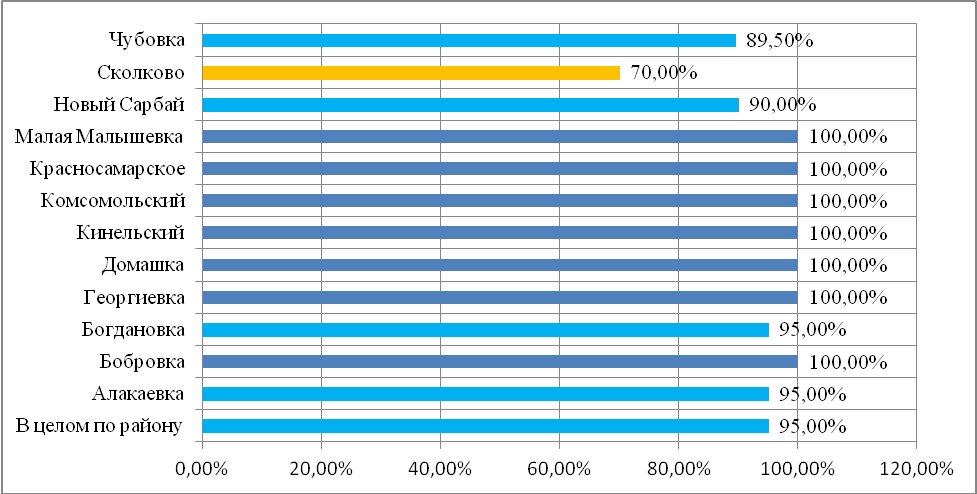 Чубовка 89,50%
Сколково 70,00%
Новый Сарбай 90,00%
Малая Малышевка 100,00%
Красносамарское 100,00%
Комсомольский 100,00%
Кинельский 100,00%
Домашка 100,00%
Георгиевка 100,00%
Богдановка 95,00%
Бобровка 100,00%
Алакаевка 95,00%
В целом по району 95,00%
0,00% 20,00% 40,00% 60,00% 80,00% 100,00% 120,00%